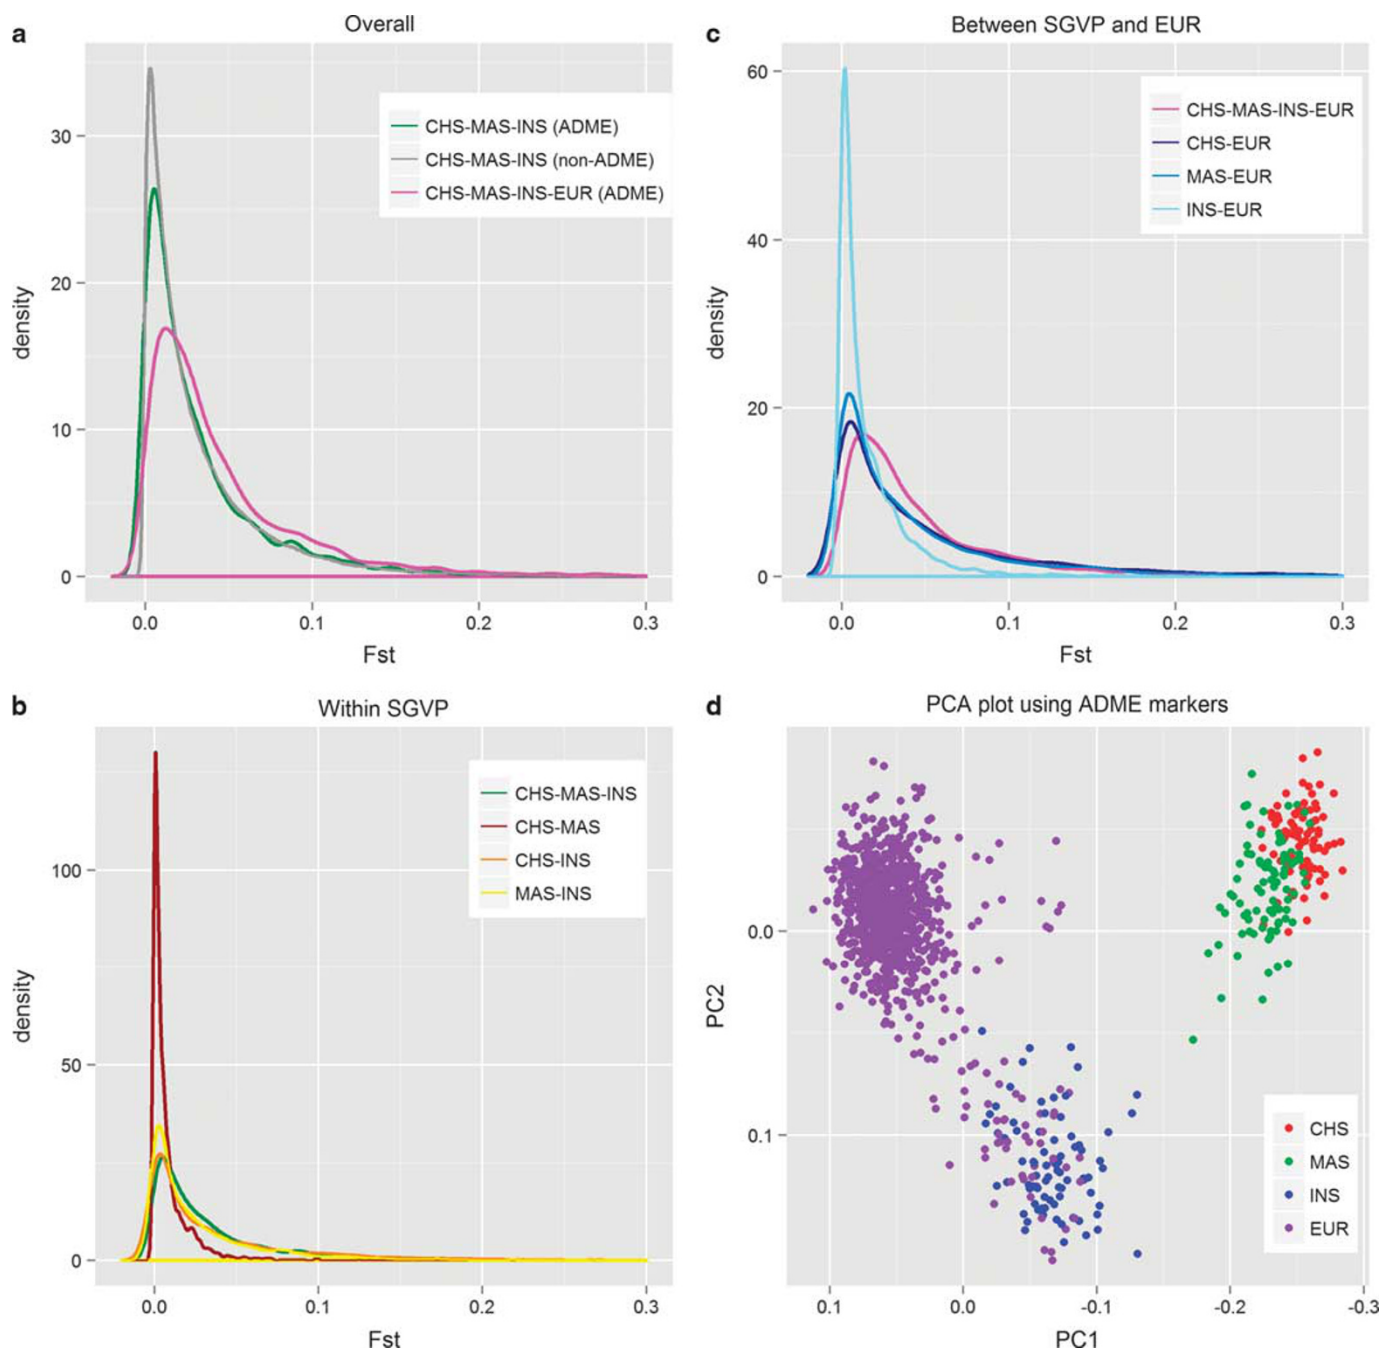 a
Overall
CHS-MAS-INS (ADME)
CHS-MAS-INS (non-ADME)
CHS-MAS-INS-EUR (ADME)
density
30
20
10
0
0.0
0.1
0.2
0.3
Fst
c
Between SGVP and EUR
CHS-MAS-INS-EUR
CHS-EUR
MAS-EUR
INS-EUR
density
60
40
20
0
0.0
0.1
0.2
0.3
Fst
b
Within SGVP
CHS-MAS-INS
CHS-MAS
CHS-INS
MAS-INS
density
100
50
0
0.0
0.1
0.2
0.3
Fst
d
PCA plot using ADME markers
PC2
0.0
0.1
CHS
MAS
INS
EUR
0.1
0.0
-0.1
-0.2
-0.3
PC1